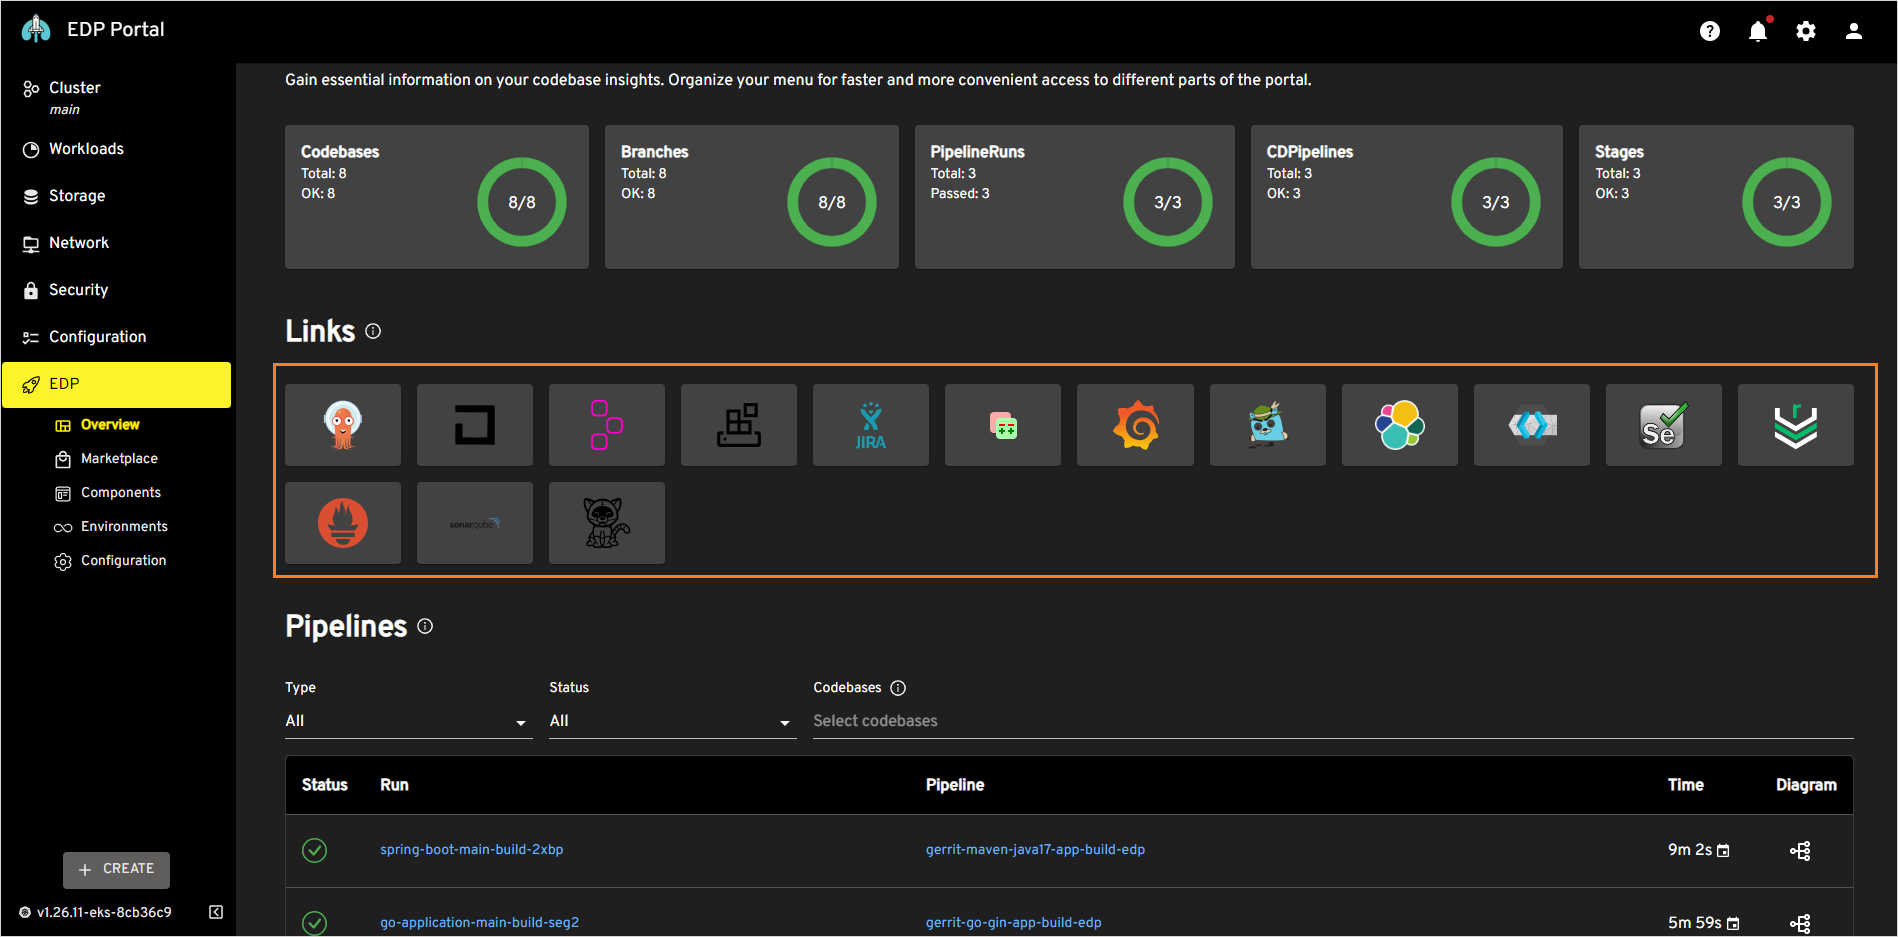 EDP Portal
Cluster
main
Workloads
Storage
Network
Security
Configuration
EDP
Overview
Marketplace
Components
Environments
Configuration
+ CREATE
v1.26.11-eks-8cb36c9
Gain essential information on your codebase insights. Organize your menu for faster and more convenient access to different parts of the portal.
Codebases
Total: 8
OK: 8
8/8
Branches
Total: 8
OK: 8
8/8
PipelineRuns
Total: 3
Passed: 3
3/3
CDPipelines
Total: 3
OK: 3
3/3
Stages
Total: 3
OK: 3
3/3
Links
JIRA
Se
r
sonarqube
Pipelines
Type
All
Status
All
Codebases
Select codebases
Status Run Pipeline Time Diagram
spring-boot-main-build-2xbp gerrit-maven-java17-app-build-edp 9m 2s
go-application-main-build-seg2 gerrit-go-gin-app-build-edp 5m 59s